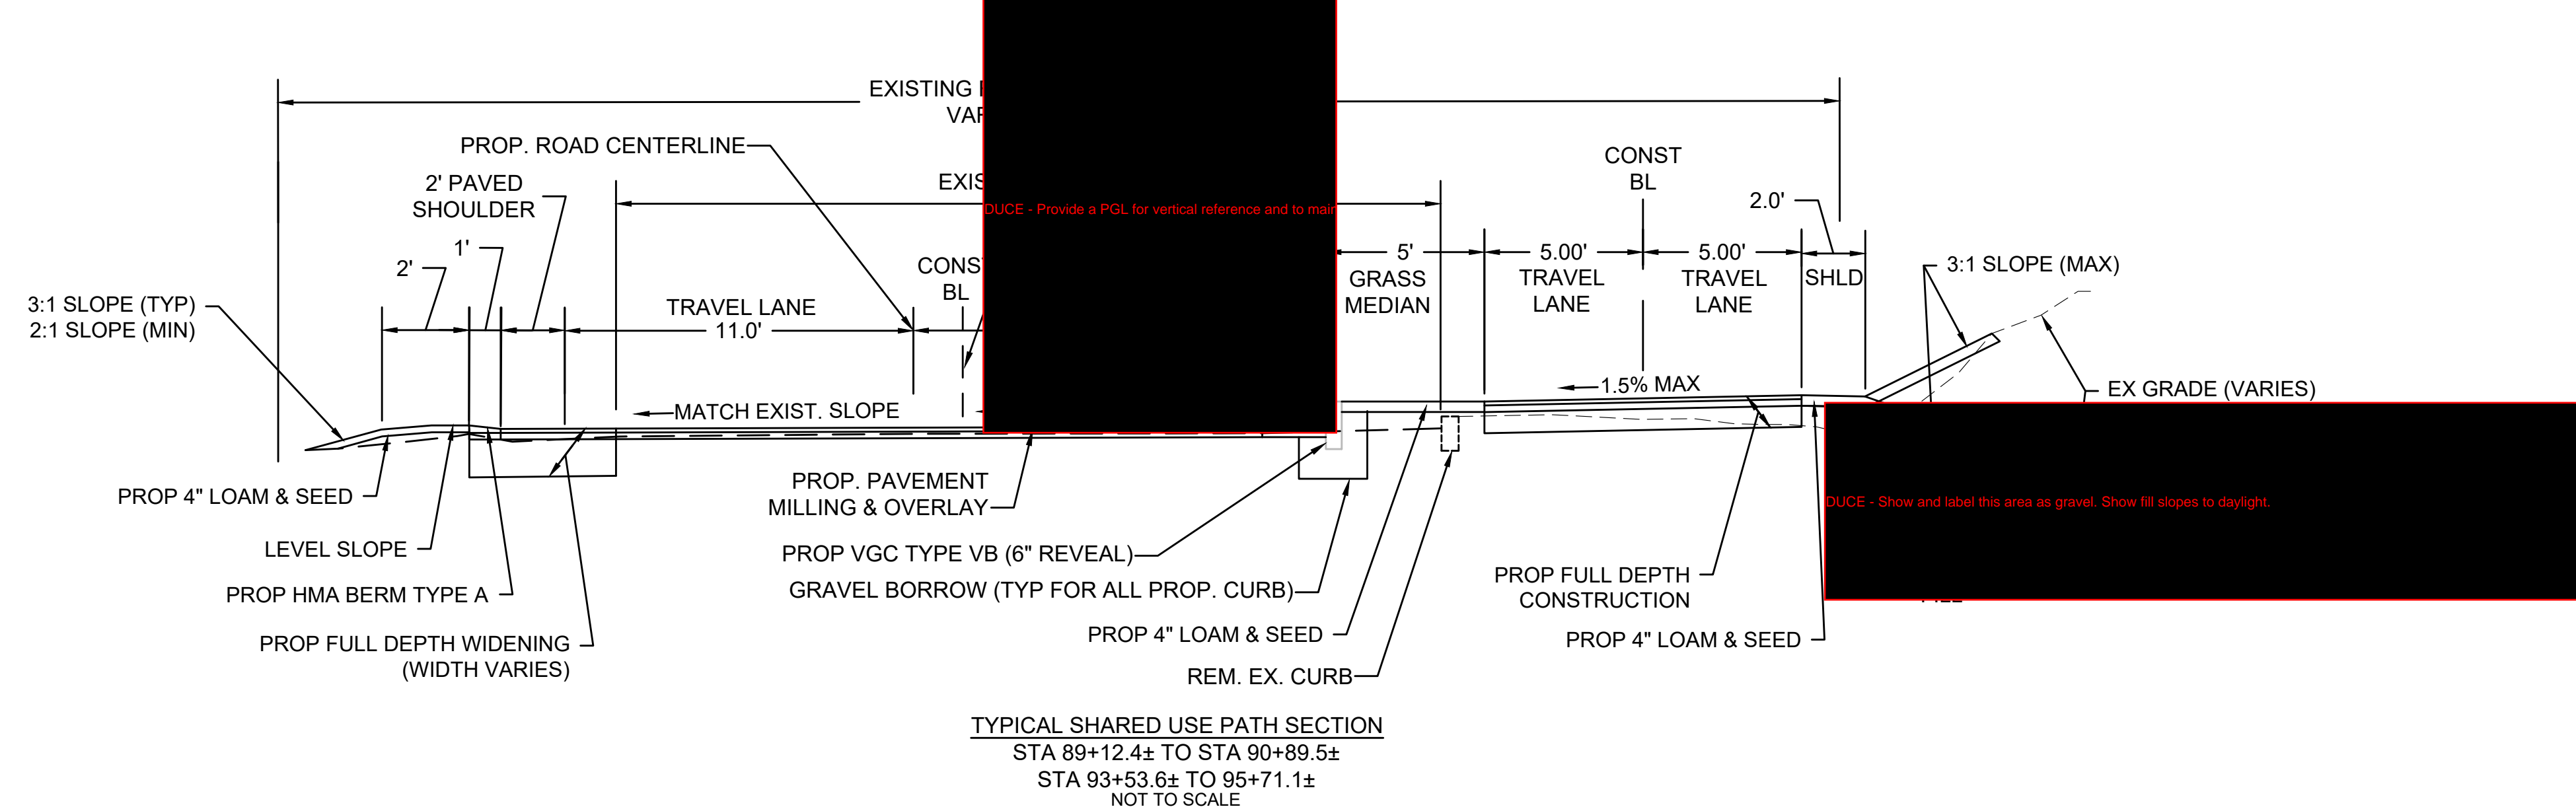 EXISTING
PROP. ROAD CENTERLINE
CONST
BL
2' PAVED
SHOULDER
2.0'
DUCE - Provide a PGL for vertical reference and to main
1'
2'
5'
GRASS
MEDIAN
5.00'
TRAVEL
LANE
5.00'
TRAVEL
LANE
SHLD
3:1 SLOPE (MAX)
BL
3:1 SLOPE (TYP)
2:1 SLOPE (MIN)
TRAVEL LANE
11.0'
1.5% MAX
EX GRADE (VARIES)
MATCH EXIST. SLOPE
PROP 4" LOAM & SEED
PROP. PAVEMENT
MILLING & OVERLAY
DUCE - Show and label this area as gravel. Show fill slopes to daylight.
LEVEL SLOPE
PROP VGC TYPE VB (6" REVEAL)
PROP HMA BERM TYPE A
GRAVEL BORROW (TYP FOR ALL PROP. CURB)
PROP FULL DEPTH
CONSTRUCTION
PROP FULL DEPTH WIDENING
(WIDTH VARIES)
PROP 4" LOAM & SEED
PROP 4" LOAM & SEED
REM. EX. CURB
TYPICAL SHARED USE PATH SECTION
STA 89+12.4± TO STA 90+89.5±
STA 93+53.6± TO 95+71.1±
NOT TO SCALE